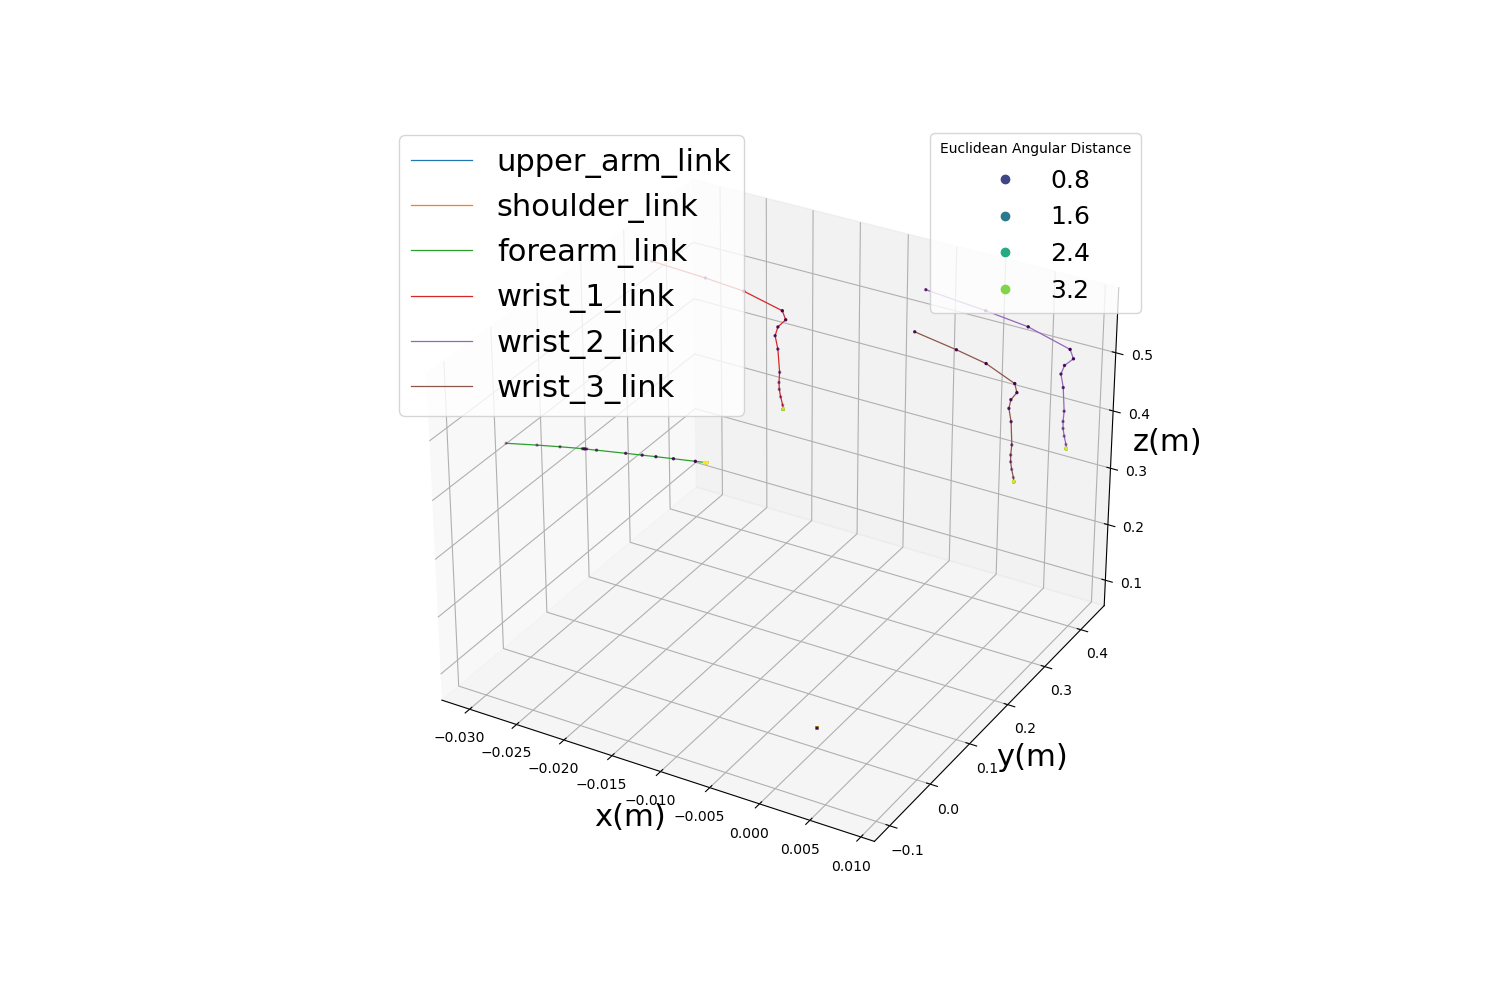 upper_arm_link
shoulder_link
forearm_link
wrist_1_link
wrist_2_link
wrist_3_link
Euclidean Angular Distance
0.8
1.6
2.4
3.2
0.5
0.4
z(m)
0.3
0.2
0.1
0.4
0.3
0.2
0.1
y(m)
0.0
−0.1
−0.030
−0.025
−0.020
−0.015
−0.010
x(m)
−0.005
0.000
0.005
0.010